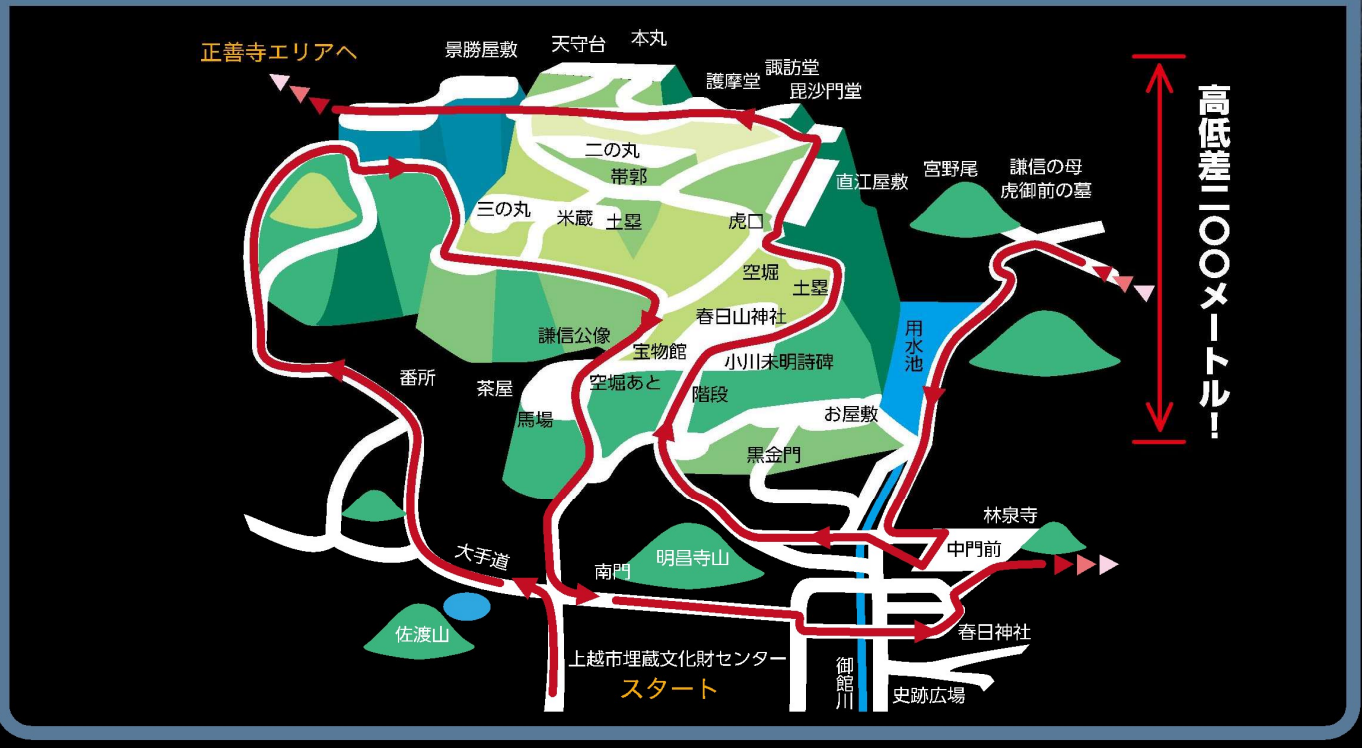 正善寺エリアへ
景勝屋敷
天守台
本丸
護摩堂
諏訪堂
毘沙門堂
高低差二〇〇メートル！
二の丸
帯郭
直江屋敷
宮野尾
謙信の母
虎御前の墓
三の丸
米蔵
土塁
虎口
空堀
土塁
春日山神社
用水池
謙信公像
宝物館
小川未明詩碑
番所
茶屋
空堀あと
階段
馬場
お屋敷
黒金門
林泉寺
中門前
大手道
南門
明昌寺山
佐渡山
春日神社
上越市埋蔵文化財センター
スタート
御館川
史跡広場